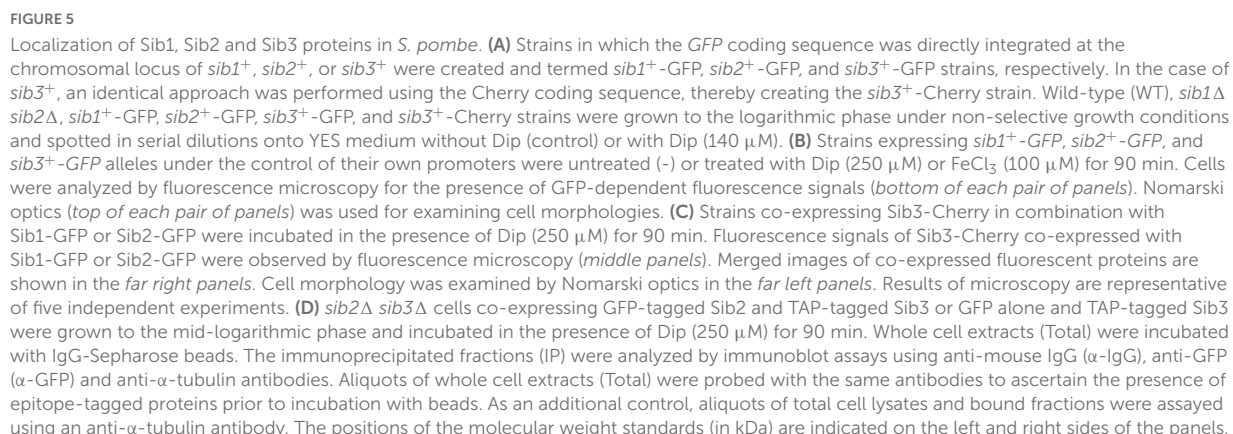 FIGURE 5
Localization of Sib1, Sib2 and Sib3 proteins in S. pombe. (A) Strains in which the GFP coding sequence was directly integrated at the
chromosomal locus of sib1⁺, sib2⁺, or sib3⁺ were created and termed sib1⁺-GFP, sib2⁺-GFP, and sib3⁺-GFP strains, respectively. In the case of
sib3⁺, an identical approach was performed using the Cherry coding sequence, thereby creating the sib3⁺-Cherry strain. Wild-type (WT), sib1Δ
sib2Δ, sib1⁺-GFP, sib2⁺-GFP, sib3⁺-GFP, and sib3⁺-Cherry strains were grown to the logarithmic phase under non-selective growth conditions
and spotted in serial dilutions onto YES medium without Dip (control) or with Dip (140 μM). (B) Strains expressing sib1⁺-GFP, sib2⁺-GFP, and
sib3⁺-GFP alleles under the control of their own promoters were untreated (-) or treated with Dip (250 μM) or FeCl₃ (100 μM) for 90 min. Cells
were analyzed by fluorescence microscopy for the presence of GFP-dependent fluorescence signals (bottom of each pair of panels). Nomarski
optics (top of each pair of panels) was used for examining cell morphologies. (C) Strains co-expressing Sib3-Cherry in combination with
Sib1-GFP or Sib2-GFP were incubated in the presence of Dip (250 μM) for 90 min. Fluorescence signals of Sib3-Cherry co-expressed with
Sib1-GFP or Sib2-GFP were observed by fluorescence microscopy (middle panels). Merged images of co-expressed fluorescent proteins are
shown in the far right panels. Cell morphology was examined by Nomarski optics in the far left panels. Results of microscopy are representative
of five independent experiments. (D) sib2Δ sib3Δ cells co-expressing GFP-tagged Sib2 and TAP-tagged Sib3 or GFP alone and TAP-tagged Sib3
were grown to the mid-logarithmic phase and incubated in the presence of Dip (250 μM) for 90 min. Whole cell extracts (Total) were incubated
with IgG-Sepharose beads. The immunoprecipitated fractions (IP) were analyzed by immunoblot assays using anti-mouse IgG (α-IgG), anti-GFP
(α-GFP) and anti-α-tubulin antibodies. Aliquots of whole cell extracts (Total) were probed with the same antibodies to ascertain the presence of
epitope-tagged proteins prior to incubation with beads. As an additional control, aliquots of total cell lysates and bound fractions were assayed
using an anti-α-tubulin antibody. The positions of the molecular weight standards (in kDa) are indicated on the left and right sides of the panels.